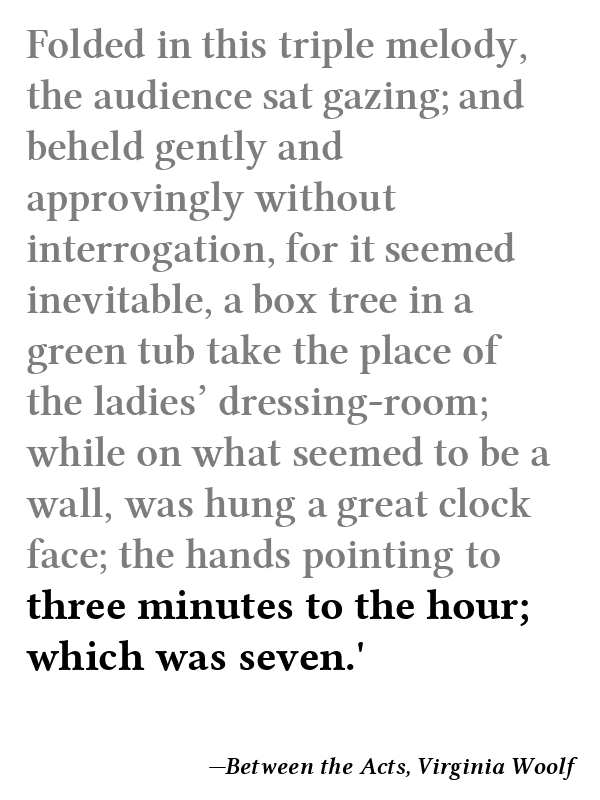 Folded in this triple melody,
the audience sat gazing; and
beheld gently and
approvingly without
interrogation, for it seemed
inevitable, a box tree in a
green tub take the place of
the ladies’ dressing-room;
while on what seemed to be a
wall, was hung a great clock
face; the hands pointing to
three minutes to the hour;
which was seven.'
—Between the Acts, Virginia Woolf